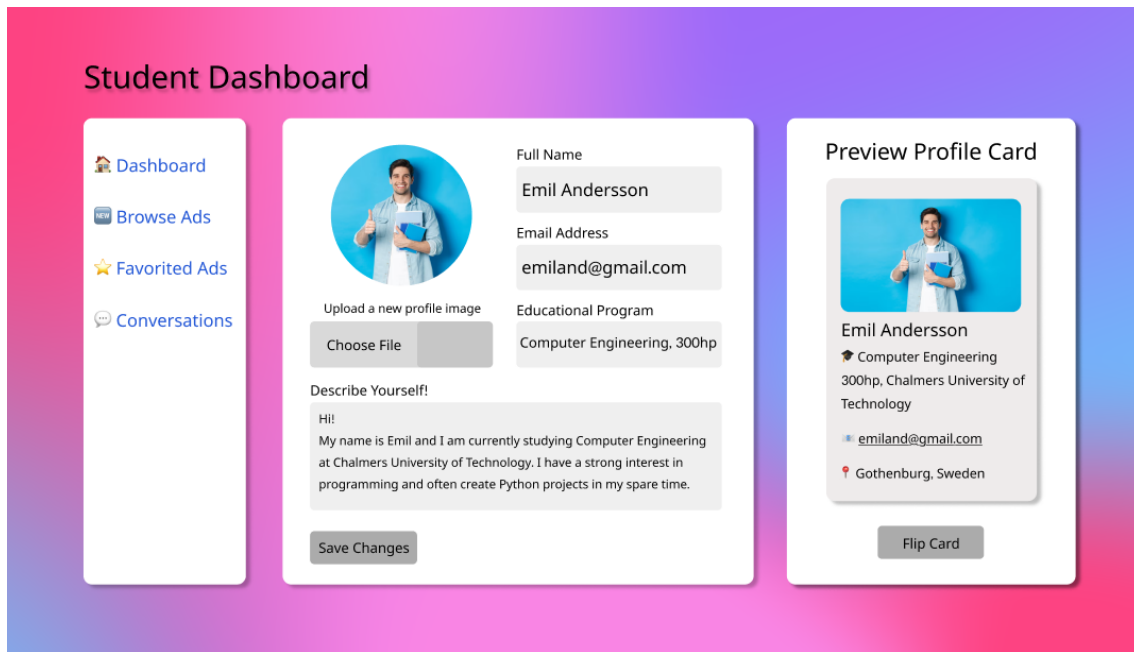 Student Dashboard
Dashboard
NEW Browse Ads
Favorited Ads
Conversations
Upload a new profile image
Choose File
Full Name
Emil Andersson
Email Address
emiland@gmail.com
Educational Program
Computer Engineering, 300hp
Describe Yourself!
Hi!
My name is Emil and I am currently studying Computer Engineering
at Chalmers University of Technology. I have a strong interest in
programming and often create Python projects in my spare time.
Save Changes
Preview Profile Card
Emil Andersson
Computer Engineering
300hp, Chalmers University of
Technology
emiland@gmail.com
Gothenburg, Sweden
Flip Card